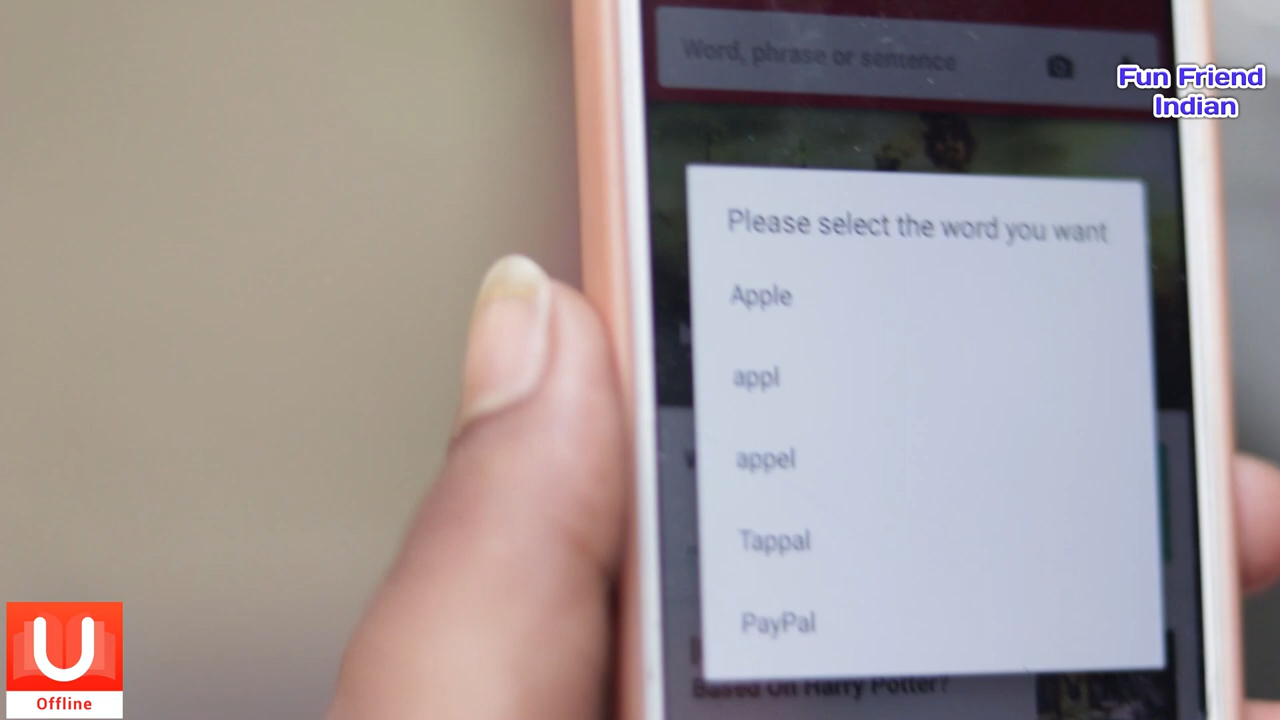 Word, phrase or sentence
Fun Friend
Indian
Please select the word you want
Apple
appl
appel
Tappal
PayPal
Based On Harry Potter?
U
Offline